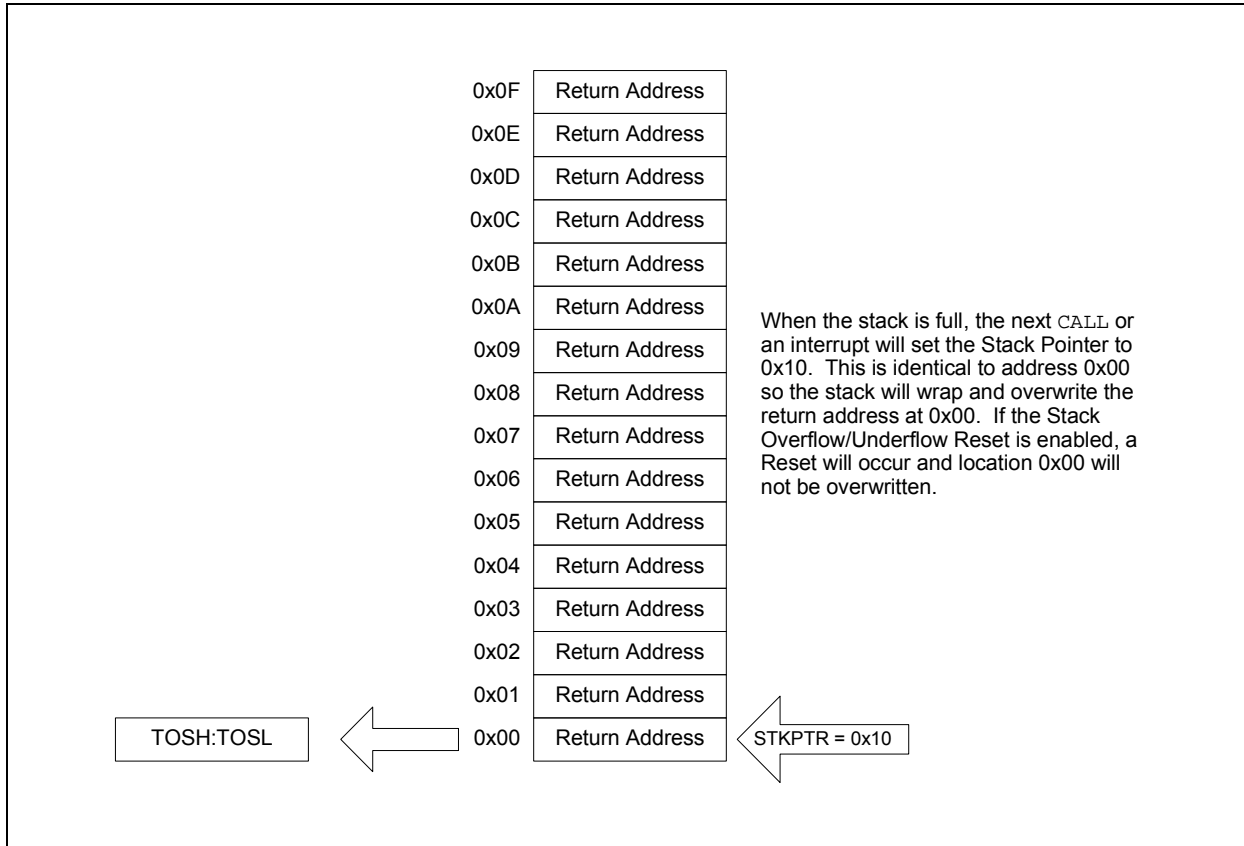 0x0F Return Address
0x0E Return Address
0x0D Return Address
0x0C Return Address
0x0B Return Address
0x0A Return Address
0x09 Return Address
0x08 Return Address
0x07 Return Address
0x06 Return Address
0x05 Return Address
0x04 Return Address
0x03 Return Address
0x02 Return Address
0x01 Return Address
TOSH:TOSL 0x00 Return Address STKPTR = 0x10
When the stack is full, the next CALL or
an interrupt will set the Stack Pointer to
0x10. This is identical to address 0x00
so the stack will wrap and overwrite the
return address at 0x00. If the Stack
Overflow/Underflow Reset is enabled, a
Reset will occur and location 0x00 will
not be overwritten.